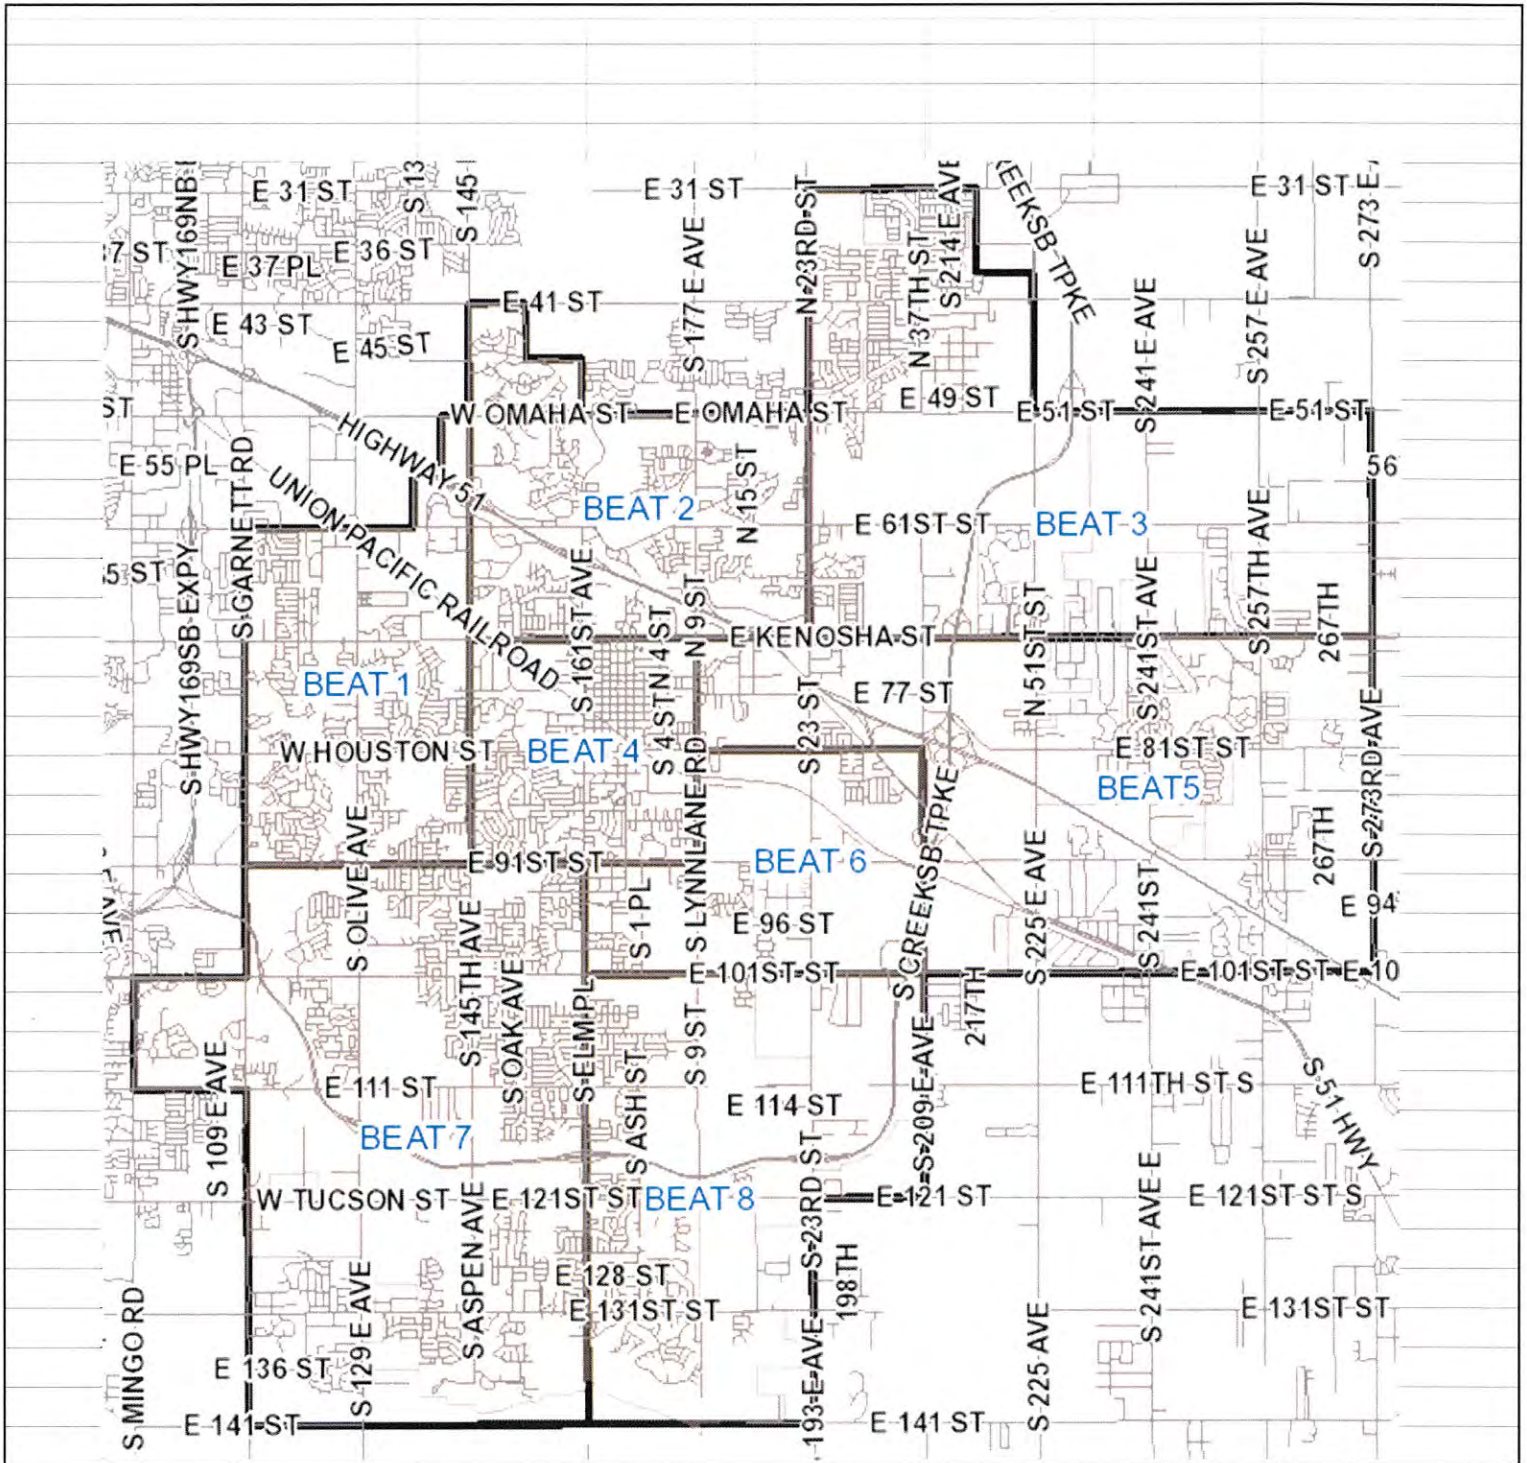 E 31 ST
E 31 ST
E 31 ST
S 13
S 145
S HWY 169NB
N 23RD ST
S 214 E AVE
REEKSB TPKE
S 273 E
E 36 ST
E 37 PL
S 177 E AVE
N 37TH ST
S 257 E AVE
E 41 ST
E 43 ST
E 45 ST
S 241 E AVE
E 49 ST
W OMAHA ST
E OMAHA ST
E 51 ST
E 51 ST
ST
HIGHWAY 51
E 55 PL
56
S GARNETT RD
UNION PACIFIC RAILROAD
N 15 ST
BEAT 2
E 61ST ST
BEAT 3
S 257TH AVE
S HWY 169SB EXPY
S 161ST AVE
N 4 ST
N 9 ST
E KENOSHA ST
N 51ST ST
S 241ST AVE
267TH
BEAT 1
E 77 ST
W HOUSTON ST
BEAT 4
S 4 ST
S LYNNLANE RD
S 23 ST
E 81ST ST
BEAT5
S 273RD AVE
S OLIVE AVE
E 91ST ST
BEAT 6
S CREEKSB TPKE
S 225 E AVE
267TH
S 241ST
E 94
S 145TH AVE
S 1 PL
E 96 ST
S OAK AVE
S ELM PL
E 101ST ST
217TH
E 101ST ST
E 10
S 109 E AVE
E 111 ST
S ASH ST
S 9 ST
E 114 ST
S 209 E AVE
E 111TH ST S
S 51 HWY
BEAT 7
W TUCSON ST
E 121ST ST
BEAT 8
S 23RD ST
E 121 ST
E 121ST ST S
S ASPEN AVE
E 128 ST
198TH
S 241ST AVE E
S MINGO RD
S 129 E AVE
E 131ST ST
E 131ST ST
E 136 ST
193 E AVE
S 225 AVE
E 141 ST
E 141 ST